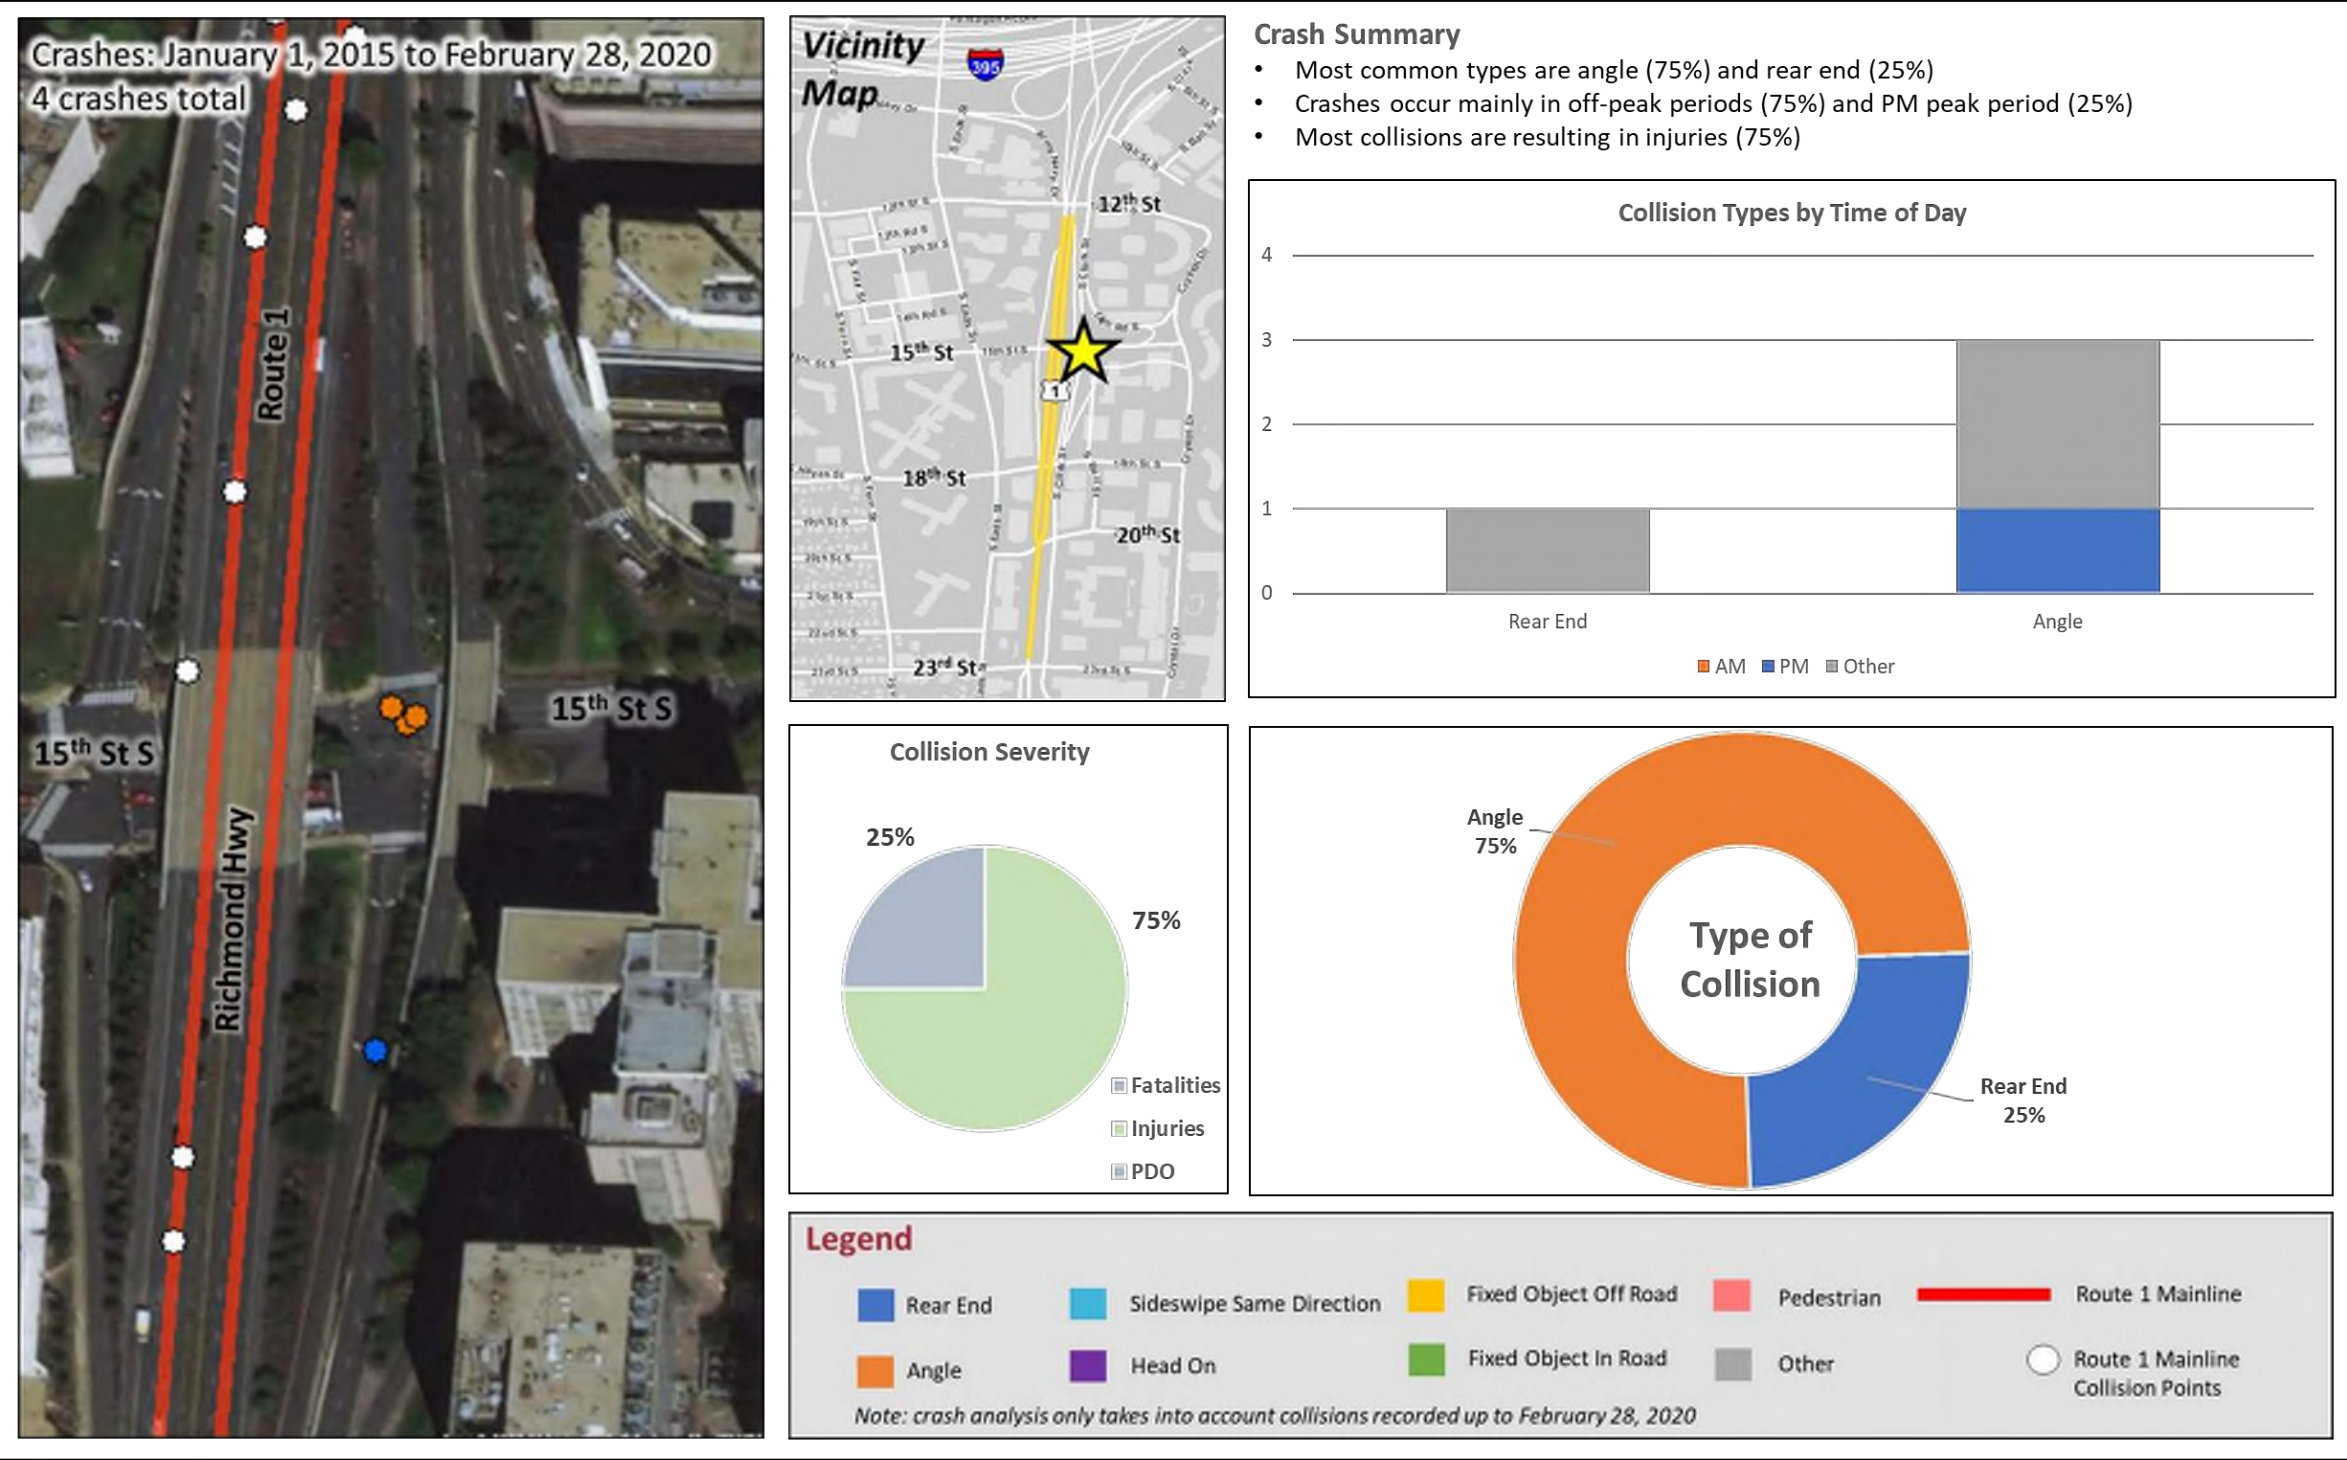 Crashes: January 1, 2015 to February 28, 2020
4 crashes total
Route 1
15th St S
15th St S
Richmond Hwy
Vicinity
Map
395
12th St
15th St
15th St S
1
18th St
18th St S
20th St
23rd St
23rd St S
Crash Summary
• Most common types are angle (75%) and rear end (25%)
• Crashes occur mainly in off-peak periods (75%) and PM peak period (25%)
• Most collisions are resulting in injuries (75%)
Collision Types by Time of Day
4
3
2
1
0
Rear End Angle
AM PM Other
Collision Severity
25%
75%
Fatalities
Injuries
PDO
Angle
75%
Type of
Collision
Rear End
25%
Legend
Rear End Sideswipe Same Direction Fixed Object Off Road Pedestrian Route 1 Mainline
Angle Head On Fixed Object In Road Other Route 1 Mainline
Collision Points
Note: crash analysis only takes into account collisions recorded up to February 28, 2020